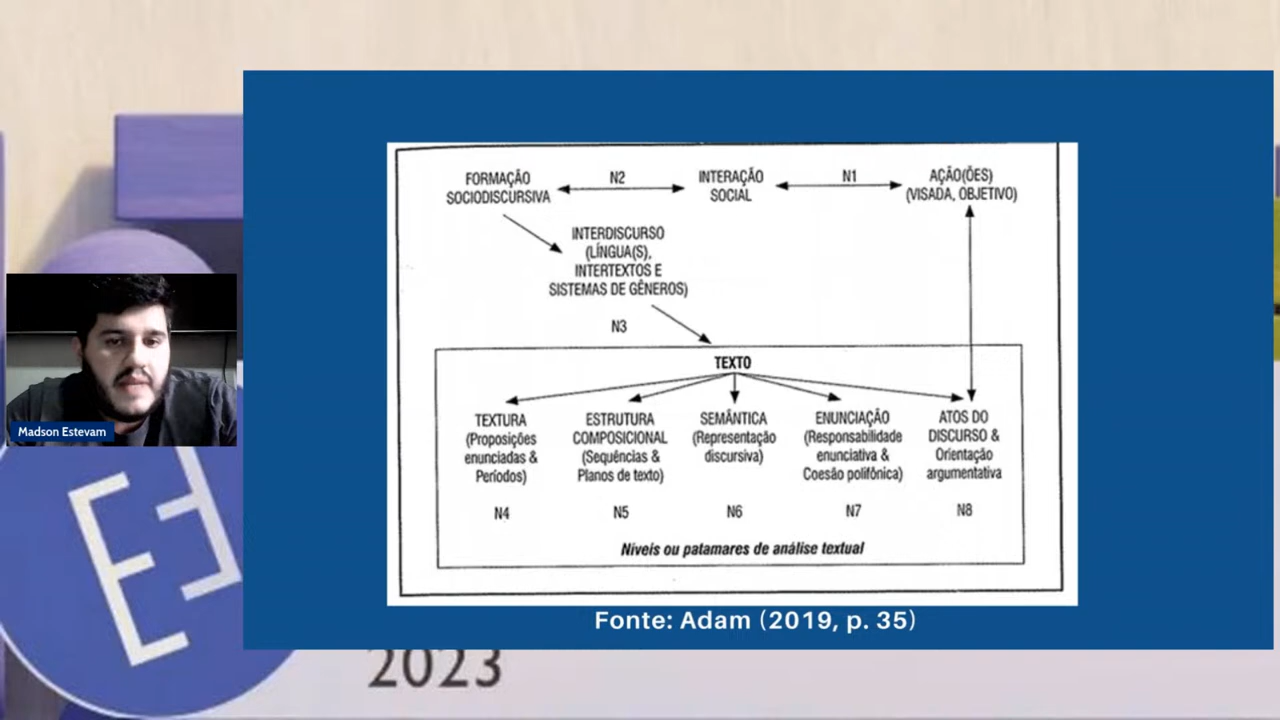 FORMAÇÃO
SOCIODISCURSIVA
N2
INTERAÇÃO
SOCIAL
N1
AÇÃO(ÕES)
(VISADA, OBJETIVO)
INTERDISCURSO
(LÍNGUA(S),
INTERTEXTOS E
SISTEMAS DE GÊNEROS)
N3
TEXTO
TEXTURA
(Proposições
enunciadas &
Períodos)
N4
ESTRUTURA
COMPOSICIONAL
(Sequências &
Planos de texto)
N5
SEMÂNTICA
(Representação
discursiva)
N6
ENUNCIAÇÃO
(Responsabilidade
enunciativa &
Coesão polifônica)
N7
ATOS DO
DISCURSO &
Orientação
argumentativa
N8
Níveis ou patamares de análise textual
Fonte: Adam (2019, p. 35)
Madson Estevam
2023